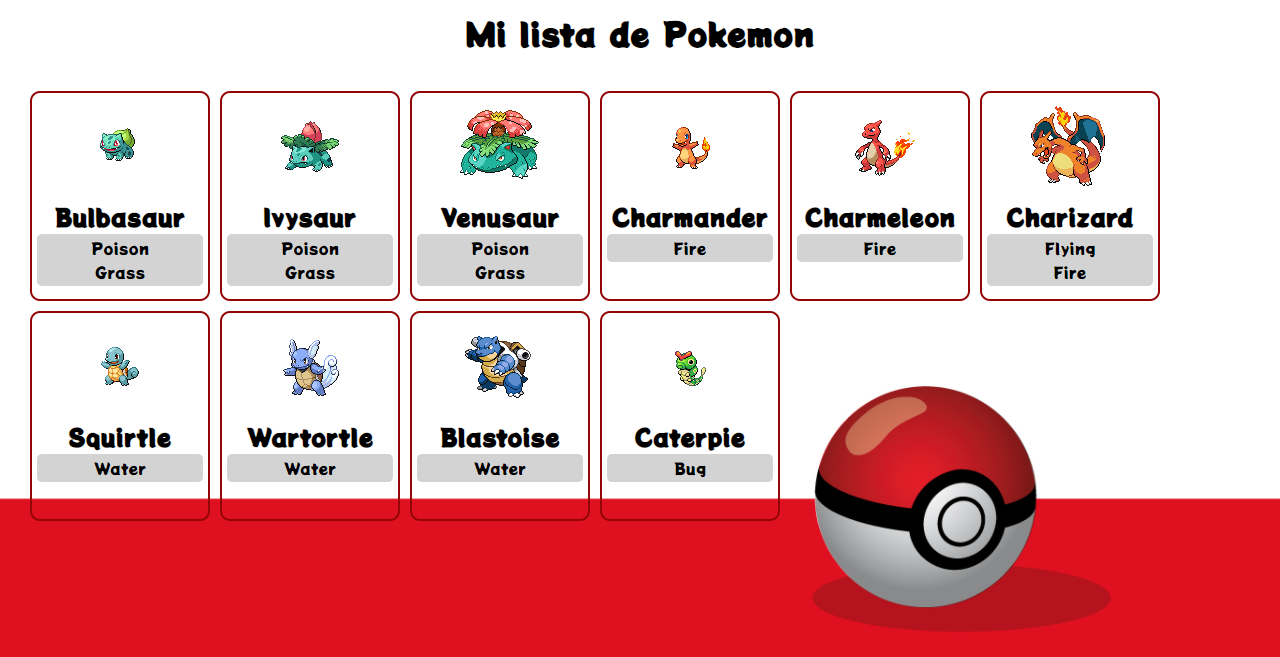 Mi lista de Pokemon
Bulbasaur
Poison
Grass
Ivysaur
Poison
Grass
Venusaur
Poison
Grass
Charmander
Fire
Charmeleon
Fire
Charizard
Flying
Fire
Squirtle
Water
Wartortle
Water
Blastoise
Water
Caterpie
Bug